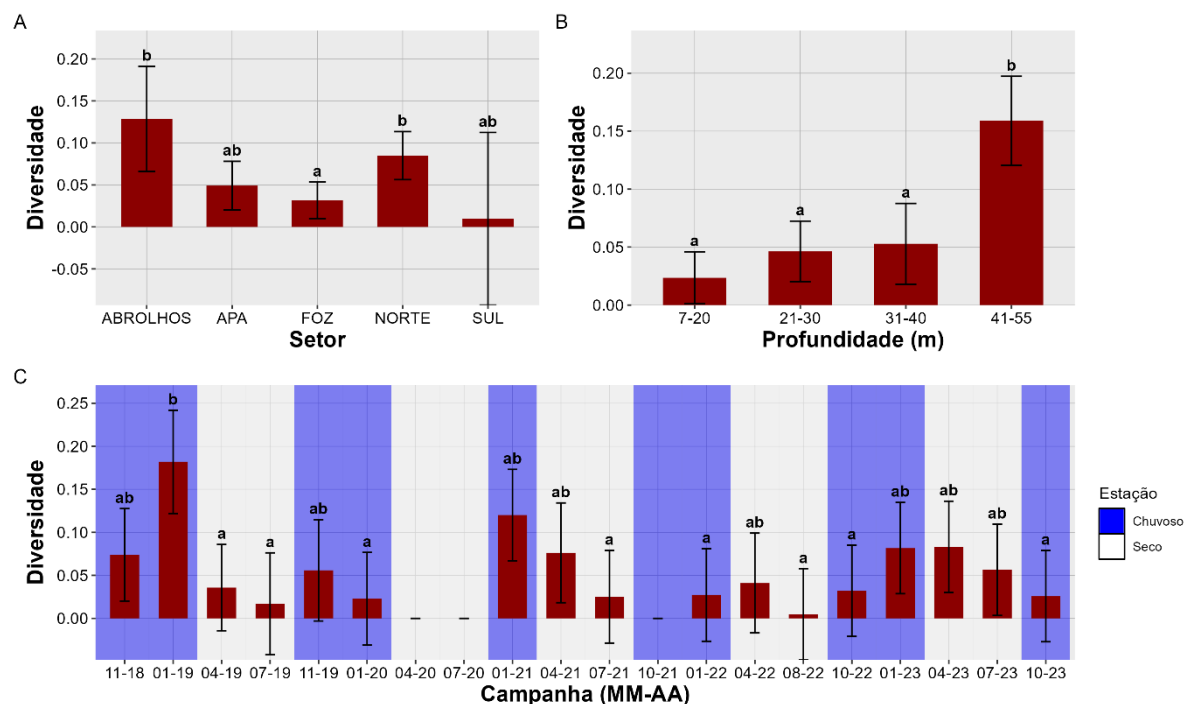 A
Diversidade
0.20
0.15
0.10
0.05
0.00
-0.05
b
ab
a
b
ab
ABROLHOS APA FOZ NORTE SUL
Setor
B
Diversidade
0.20
0.15
0.10
0.05
0.00
a
a
a
b
7-20 21-30 31-40 41-55
Profundidade (m)
C
Diversidade
0.25
0.20
0.15
0.10
0.05
0.00
ab b a a ab a ab ab a a ab a a ab ab ab a
11-18 01-19 04-19 07-19 11-19 01-20 04-20 07-20 01-21 04-21 07-21 10-21 01-22 04-22 08-22 10-22 01-23 04-23 07-23 10-23
Campanha (MM-AA)
Estação
Chuvoso
Seco